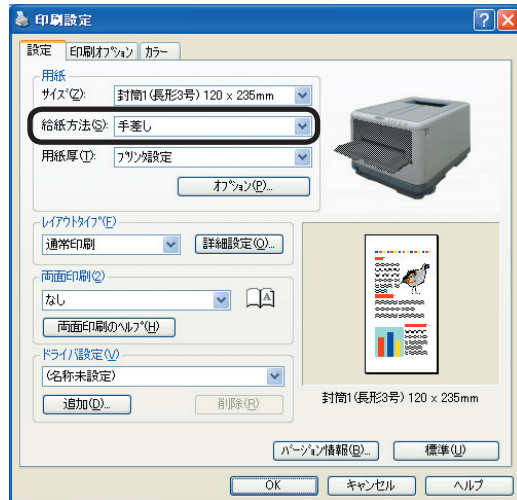 印刷設定
設定 印刷オプション カラー
用紙
サイズ(Z): 封筒1(長形3号) 120 x 235mm
給紙方法(S): 手差し
用紙厚(T): プリンタ設定
オプション(P)...
レイアウトタイプ(F)
通常印刷 詳細設定(O)...
両面印刷(2)
なし A
両面印刷のヘルプ(H)
ドライバ設定(V)
(名称未設定)
追加(D)... 削除(R)
封筒1(長形3号) 120 x 235mm
バージョン情報(B)... 標準(U)
OK キャンセル ヘルプ